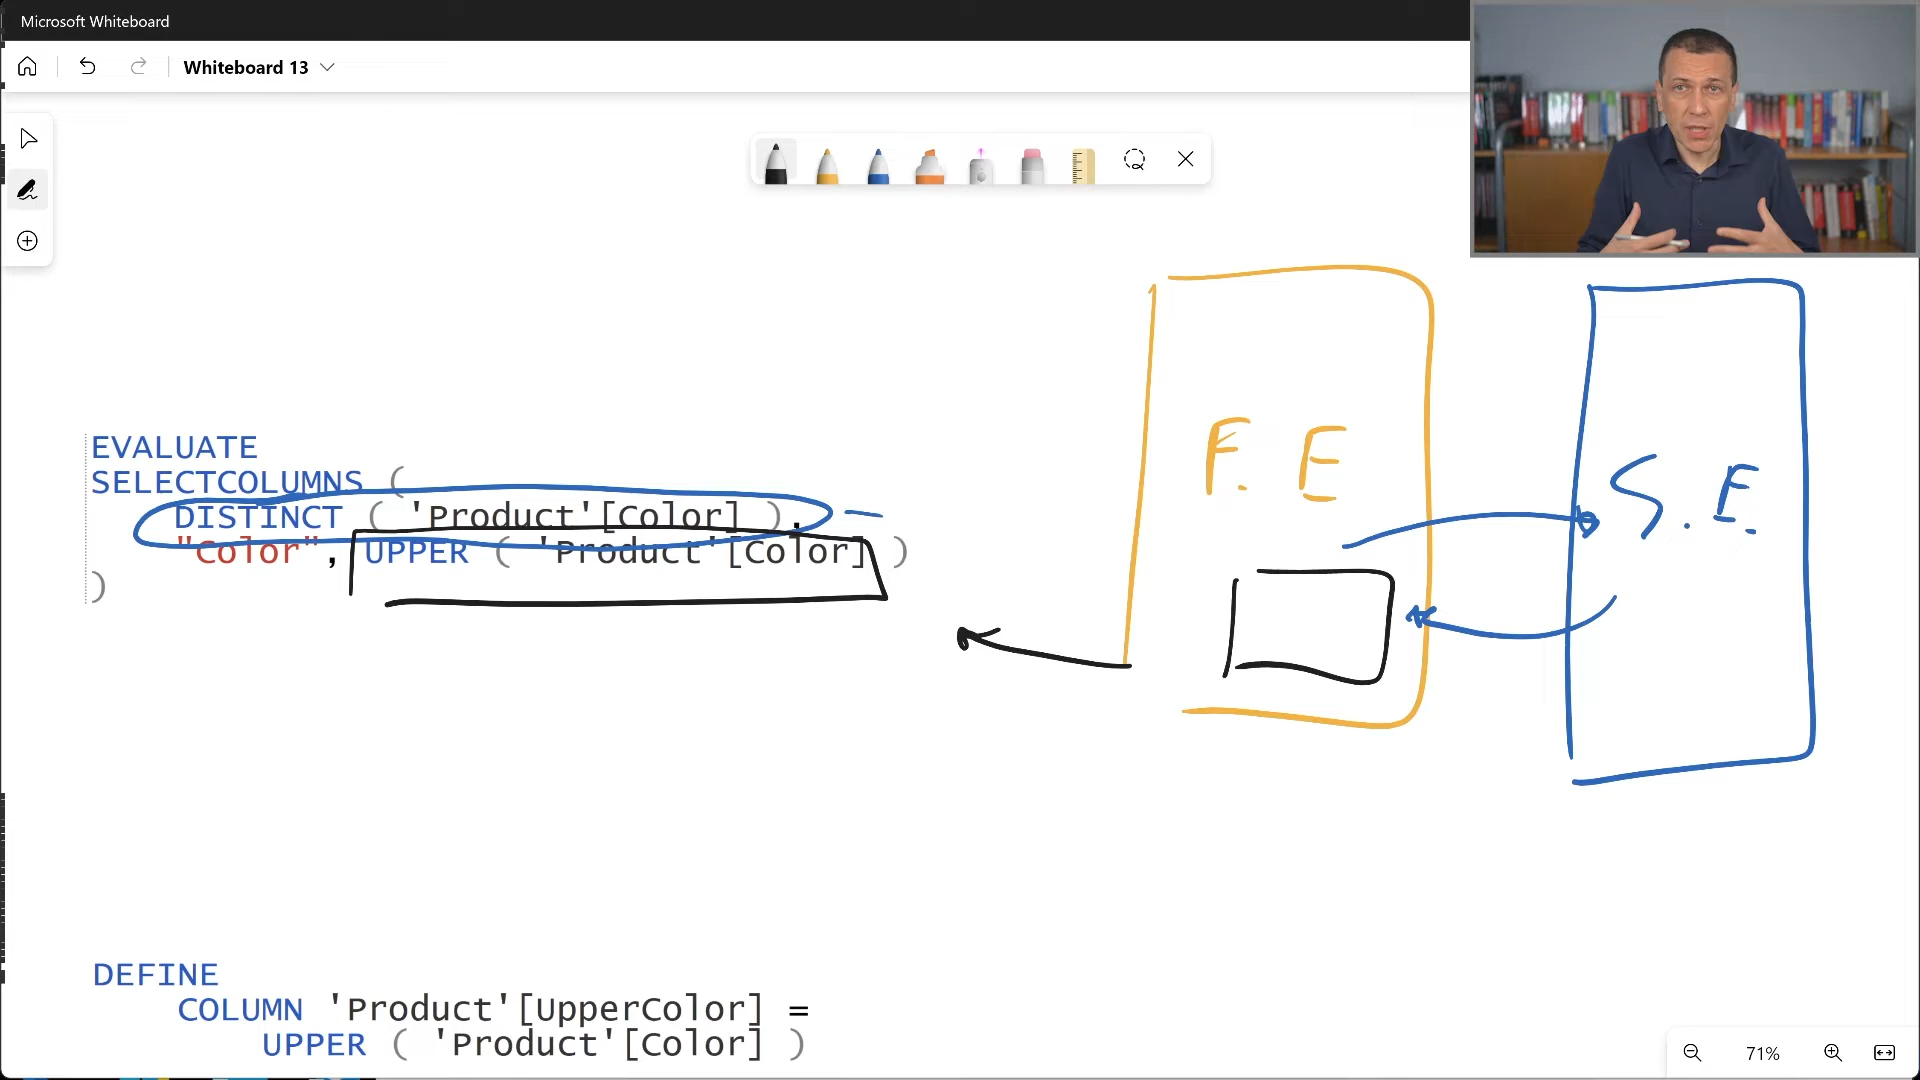 Microsoft Whiteboard
Whiteboard 13
F. E
S. E.
EVALUATE
SELECTCOLUMNS (
DISTINCT ( 'Product'[Color] ),
"Color", UPPER ( 'Product'[Color] )
)
DEFINE
COLUMN 'Product'[UpperColor] =
UPPER ( 'Product'[Color] )
71%